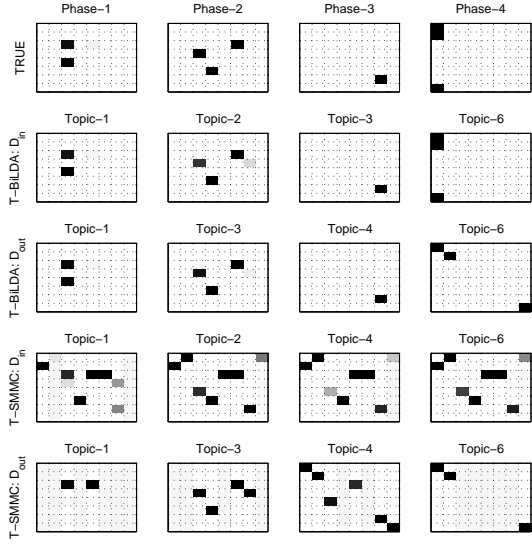 Phase-1 Phase-2 Phase-3 Phase-4
TRUE
Topic-1 Topic-2 Topic-3 Topic-6
T-BiLDA: D_in
Topic-1 Topic-3 Topic-4 Topic-6
T-BiLDA: D_out
Topic-1 Topic-2 Topic-4 Topic-6
T-SMMC: D_in
Topic-1 Topic-3 Topic-4 Topic-6
T-SMMC: D_out